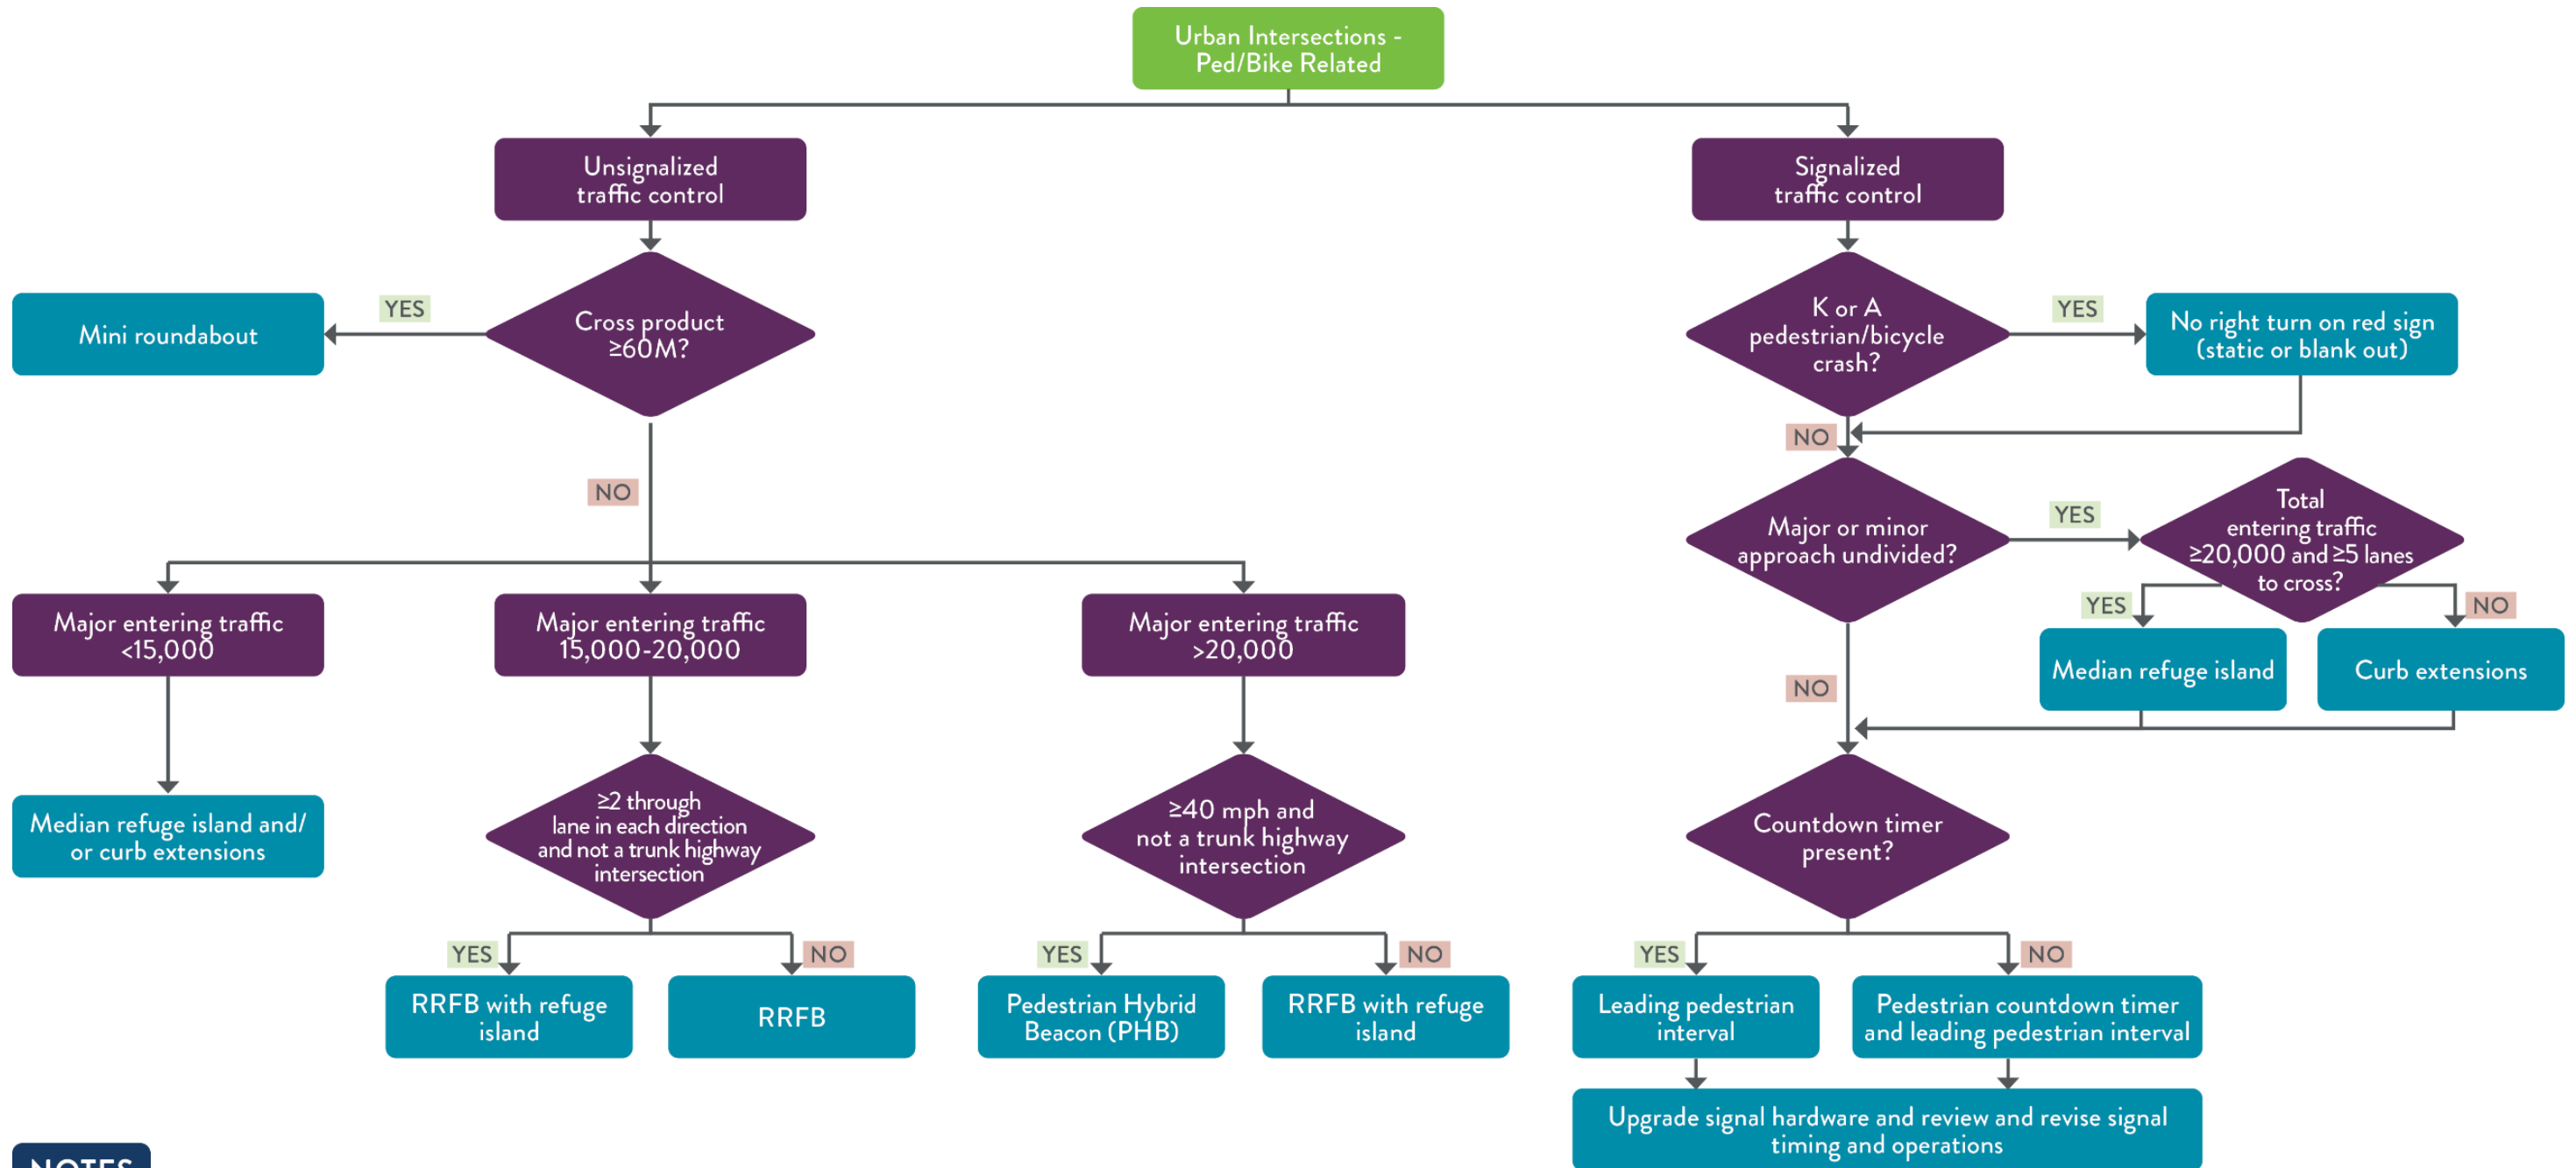 Urban Intersections -
Ped/Bike Related
Unsignalized
traffic control
Signalized
traffic control
Mini roundabout
YES
Cross product
≥60M?
K or A
pedestrian/bicycle
crash?
YES
No right turn on red sign
(static or blank out)
NO
NO
Major or minor
approach undivided?
YES
Total
entering traffic
≥20,000 and ≥5 lanes
to cross?
YES
NO
Median refuge island
Curb extensions
Major entering traffic
<15,000
Major entering traffic
15,000-20,000
Major entering traffic
>20,000
NO
Median refuge island and/
or curb extensions
≥2 through
lane in each direction
and not a trunk highway
intersection
≥40 mph and
not a trunk highway
intersection
Countdown timer
present?
YES
NO
YES
NO
YES
NO
RRFB with refuge
island
RRFB
Pedestrian Hybrid
Beacon (PHB)
RRFB with refuge
island
Leading pedestrian
interval
Pedestrian countdown timer
and leading pedestrian interval
Upgrade signal hardware and review and revise signal
timing and operations
NOTES